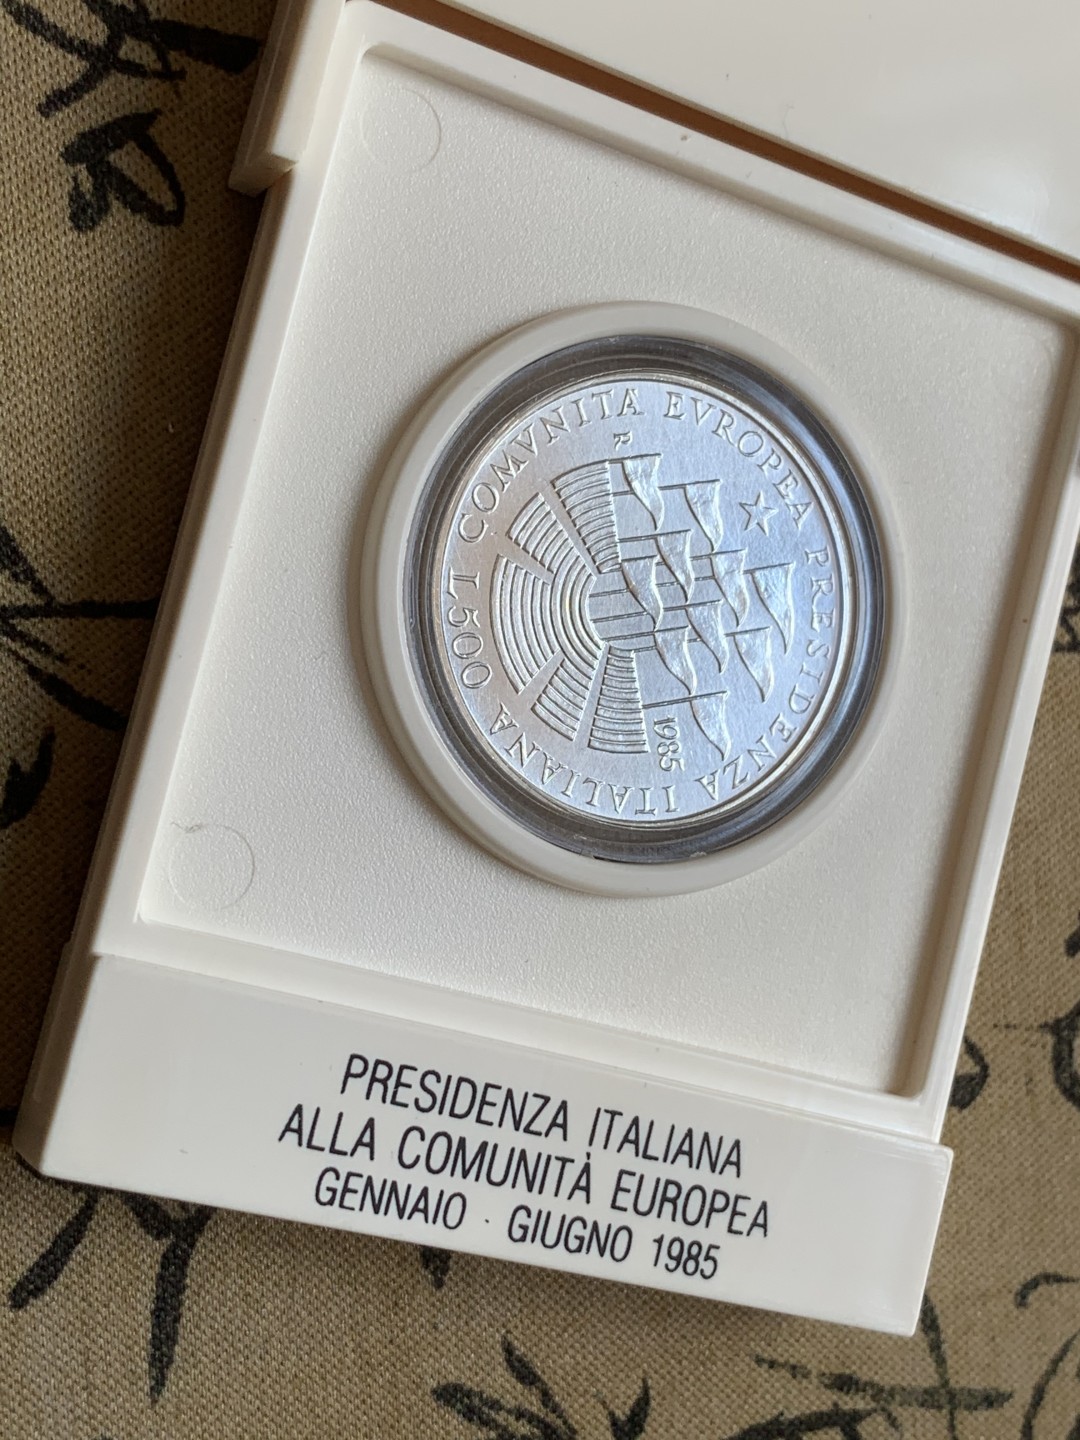 COMVNITA EVROPEA PRESIDENZA ITALIANA
L500
R
1985
PRESIDENZA ITALIANA
ALLA COMUNITÀ EUROPEA
GENNAIO · GIUGNO 1985